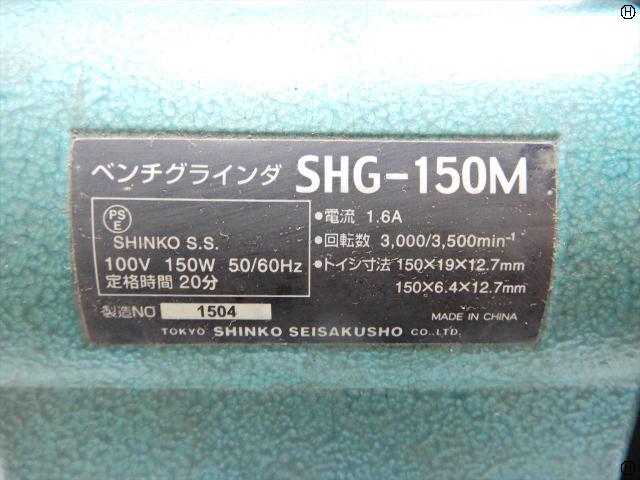 ベンチグラインダ SHG-150M
PS
E
SHINKO S.S.
100V 150W 50/60Hz
定格時間 20分
●電流 1.6A
●回転数 3,000/3,500min⁻¹
●トイシ寸法 150×19×12.7mm
150×6.4×12.7mm
製造NO 1504
MADE IN CHINA
TOKYO SHINKO SEISAKUSHO CO.,LTD.
H
H